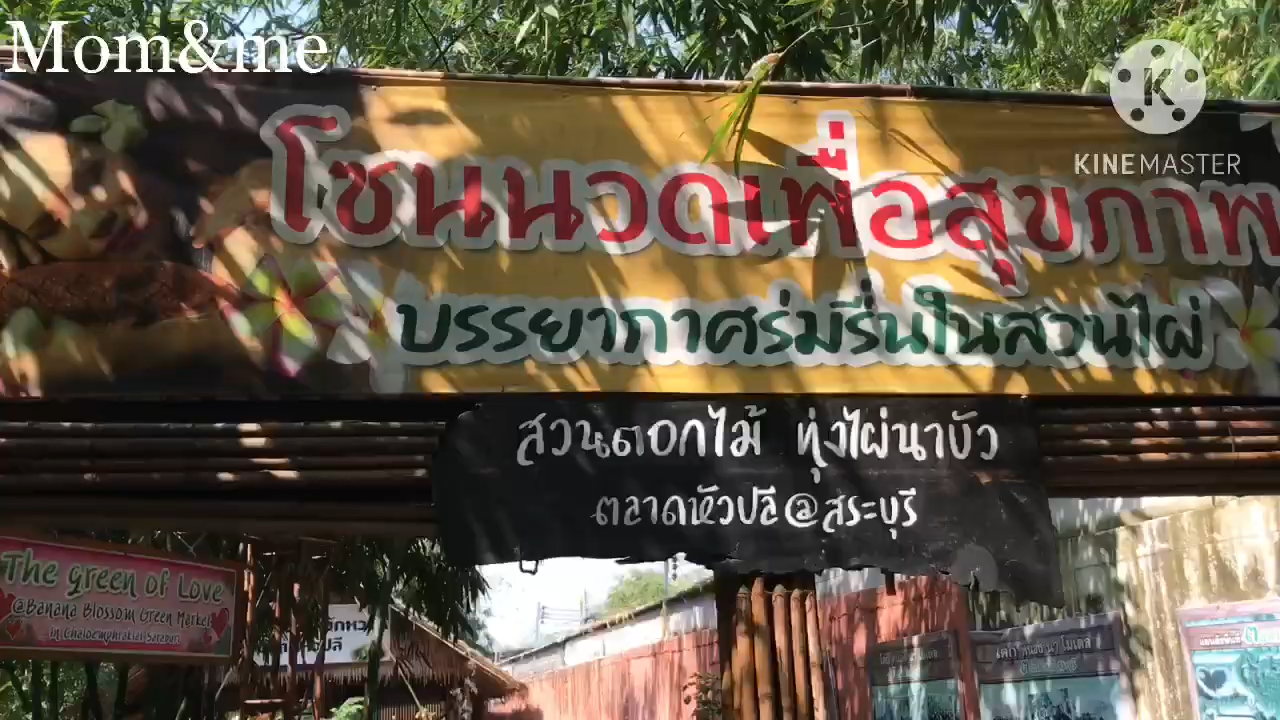 Mom&me
KINEMASTER
โซนนวดเพื่อสุขภาพ
บรรยากาศร่มรื่นในสวนไผ่
สวนดอกไม้ ทุ่งไผ่นาบัว
ตลาดหัวปลี@สระบุรี
The green of Love
@Banana Blossom Green Market
in Chaloemphrakiat Saraburi